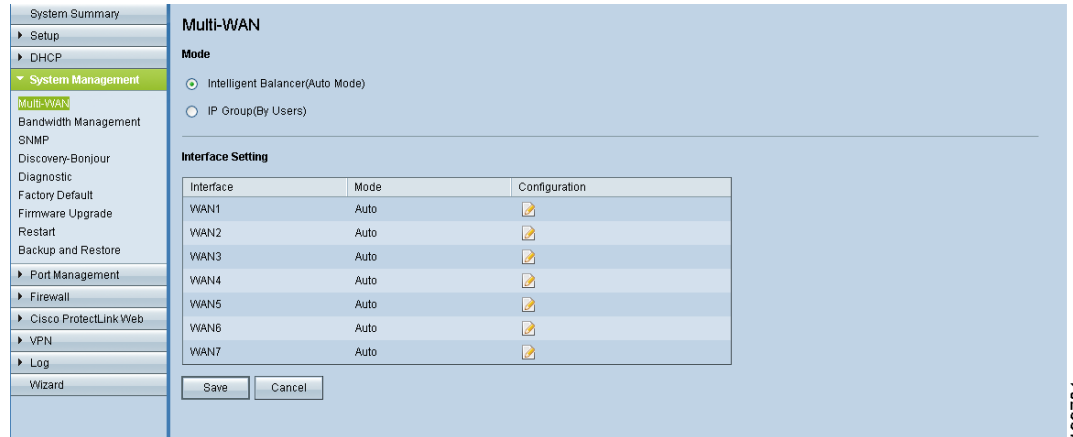 System Summary
Setup
DHCP
System Management
Multi-WAN
Bandwidth Management
SNMP
Discovery-Bonjour
Diagnostic
Factory Default
Firmware Upgrade
Restart
Backup and Restore
Port Management
Firewall
Cisco ProtectLink Web
VPN
Log
Wizard
Multi-WAN
Mode
Intelligent Balancer(Auto Mode)
IP Group(By Users)
Interface Setting
Interface Mode Configuration
WAN1 Auto
WAN2 Auto
WAN3 Auto
WAN4 Auto
WAN5 Auto
WAN6 Auto
WAN7 Auto
Save Cancel